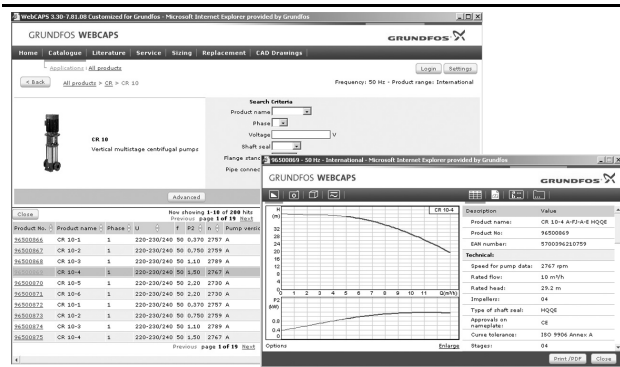 WebCAPS 3.30-7.81.08 Customized for Grundfos - Microsoft Internet Explorer provided by Grundfos
GRUNDFOS WEBCAPS
GRUNDFOS
Home Catalogue Literature Service Sizing Replacement CAD Drawings
Applications All products
Login Settings
< Back All products > CR > CR 10
Frequency: 50 Hz - Product range: International
Search Criteria
Product name
Phase
CR 10
Vertical multistage centrifugal pumps
Voltage V
Shaft seal
Flange stan
Pipe connec
Advanced
Close
Now showing 1-10 of 200 hits
Previous page 1 of 19 Next
Product No. Product name Phase U f P2 n Pump versio
96500866 CR 10-1 1 220-230/240 50 0,370 2757 A
96500867 CR 10-2 1 220-230/240 50 0,750 2759 A
96500868 CR 10-3 1 220-230/240 50 1,10 2789 A
96500869 CR 10-4 1 220-230/240 50 1,50 2767 A
96500870 CR 10-5 1 220-230/240 50 2,20 2730 A
96500871 CR 10-6 1 220-230/240 50 2,20 2730 A
96500872 CR 10-1 1 220-230/240 50 0,370 2757 A
96500873 CR 10-2 1 220-230/240 50 0,750 2759 A
96500874 CR 10-3 1 220-230/240 50 1,10 2789 A
96500875 CR 10-4 1 220-230/240 50 1,50 2767 A
Previous page 1 of 19 Next
96500869 - 50 Hz - International - Microsoft Internet Explorer provided by Grundfos
GRUNDFOS WEBCAPS
GRUNDFOS
H
(m)
CR 10-4
32
28
24
20
16
12
8
4
0
0 1 2 3 4 5 6 7 8 9 10 11 Q(m³/h)
P2
(kW)
0.8
0.4
0
Options
Enlarge
Description Value
Product name: CR 10-4 A-FJ-A-E HQQE
Product No: 96500869
EAN number: 5700396210759
Technical:
Speed for pump data: 2767 rpm
Rated flow: 10 m³/h
Rated head: 29.2 m
Impellers: 04
Type of shaft seal: HQQE
Approvals on nameplate: CE
Curve tolerance: ISO 9906 Annex A
Stages: 04
Print /PDF Close